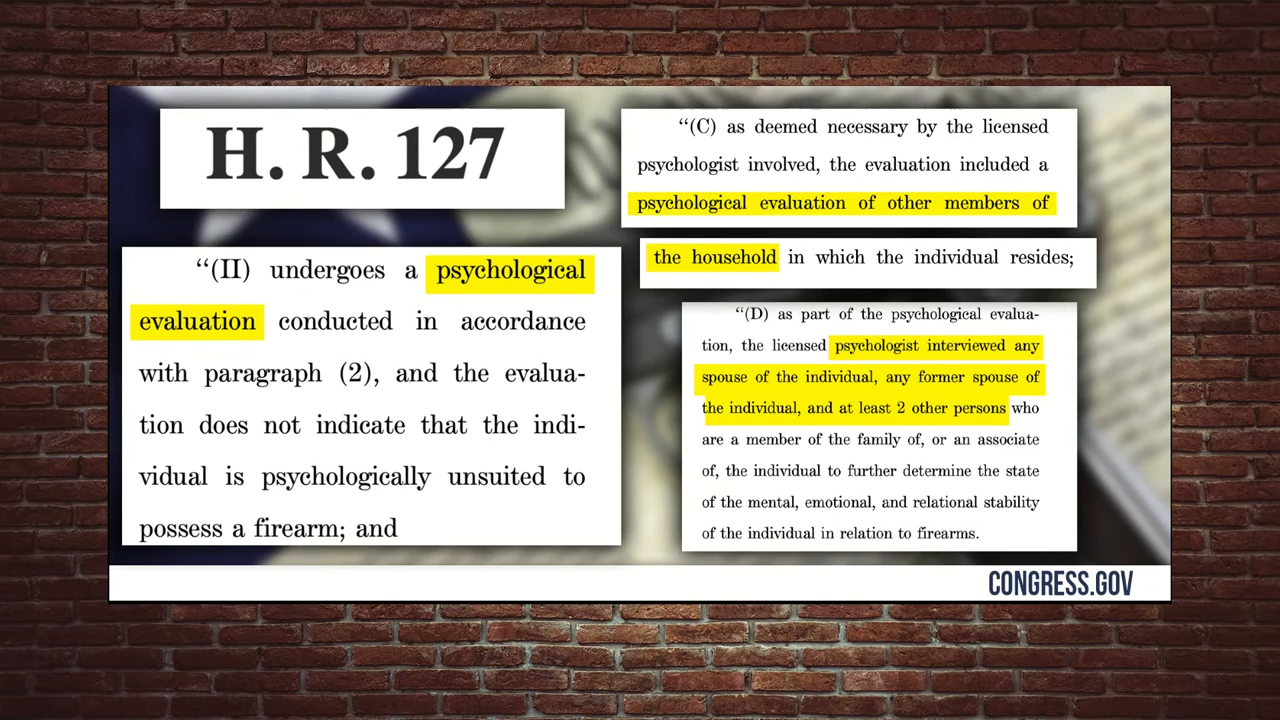 H. R. 127
“(II) undergoes a psychological
evaluation conducted in accordance
with paragraph (2), and the evalua-
tion does not indicate that the indi-
vidual is psychologically unsuited to
possess a firearm; and
“(C) as deemed necessary by the licensed
psychologist involved, the evaluation included a
psychological evaluation of other members of
the household in which the individual resides;
“(D) as part of the psychological evalua-
tion, the licensed psychologist interviewed any
spouse of the individual, any former spouse of
the individual, and at least 2 other persons who
are a member of the family of, or an associate
of, the individual to further determine the state
of the mental, emotional, and relational stability
of the individual in relation to firearms.
CONGRESS.GOV